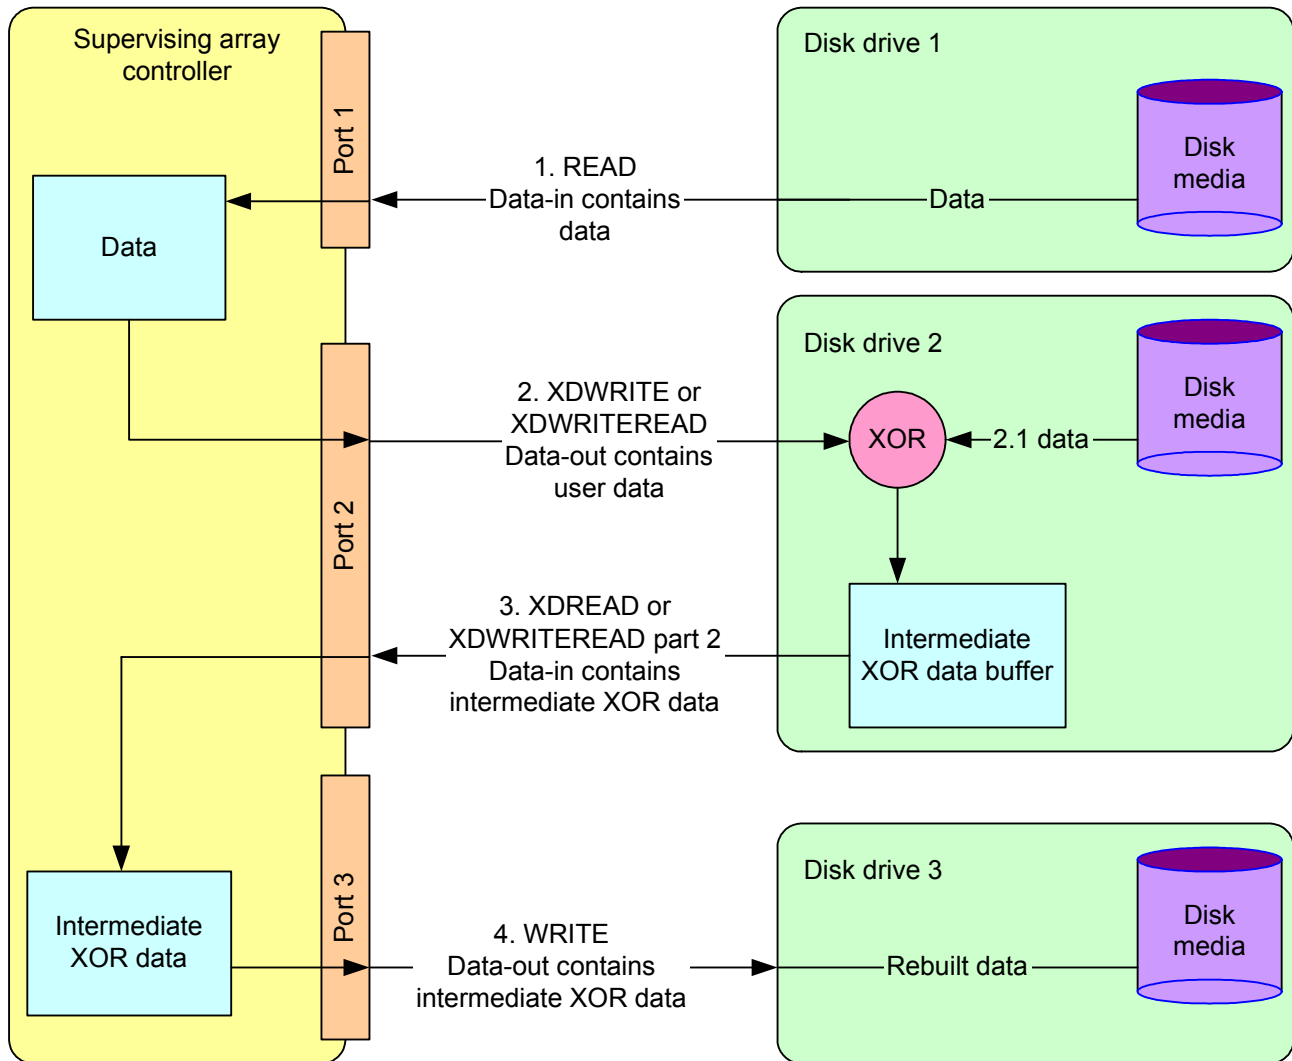 Supervising array
controller
Port 1
Data
1. READ
Data-in contains
data
Disk drive 1
Data
Disk
media
Port 2
2. XDWRITE or
XDWRITEREAD
Data-out contains
user data
Disk drive 2
XOR
2.1 data
Disk
media
3. XDREAD or
XDWRITEREAD part 2
Data-in contains
intermediate XOR data
Intermediate
XOR data buffer
Intermediate
XOR data
Port 3
4. WRITE
Data-out contains
intermediate XOR data
Disk drive 3
Rebuilt data
Disk
media